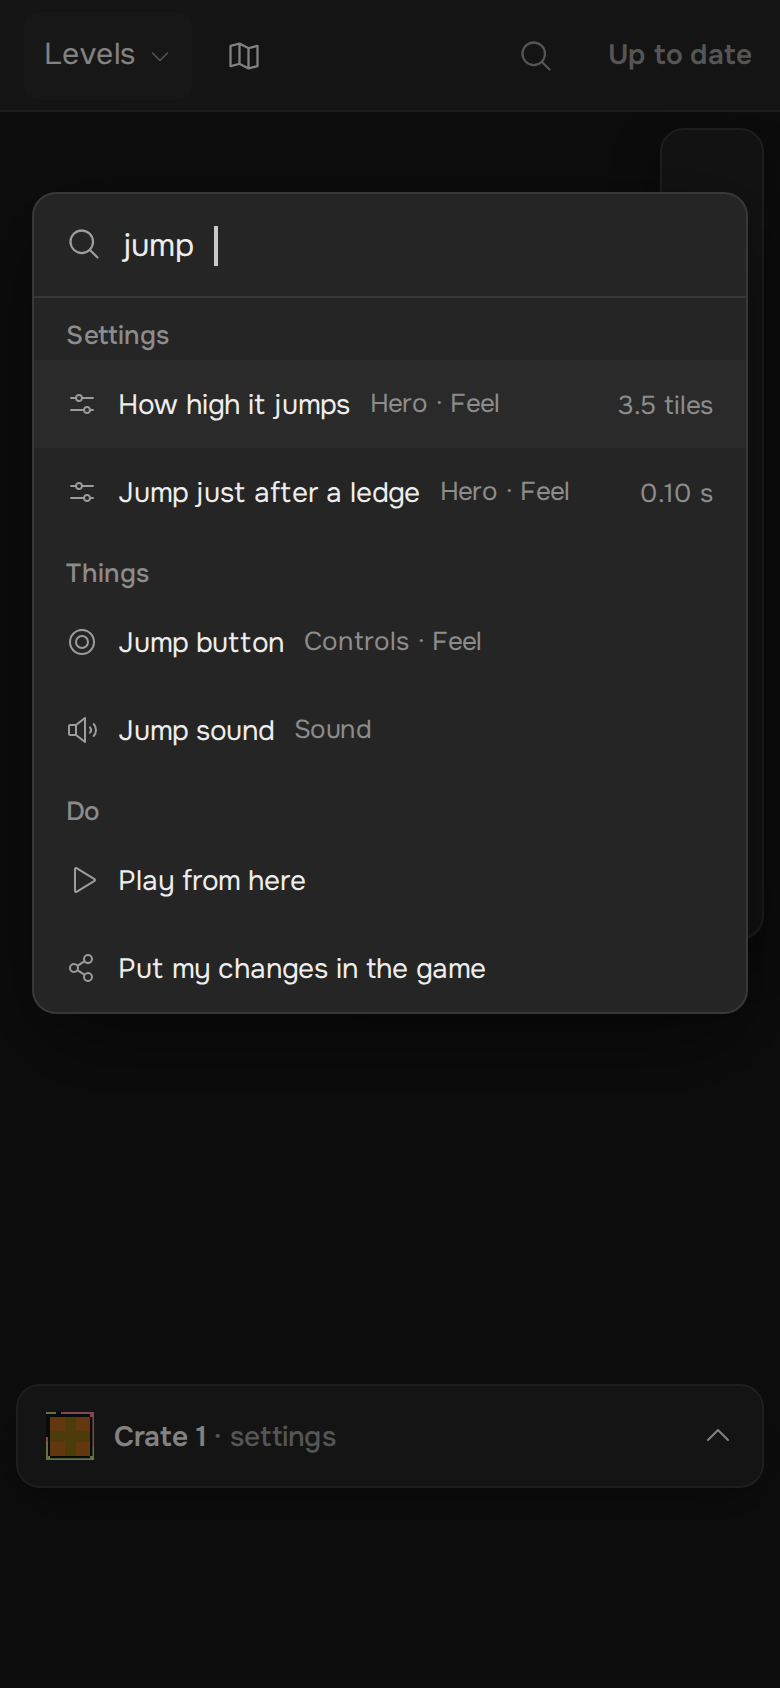 Levels
Up to date
jump
Settings
How high it jumps Hero · Feel 3.5 tiles
Jump just after a ledge Hero · Feel 0.10 s
Things
Jump button Controls · Feel
Jump sound Sound
Do
Play from here
Put my changes in the game
Crate 1 · settings